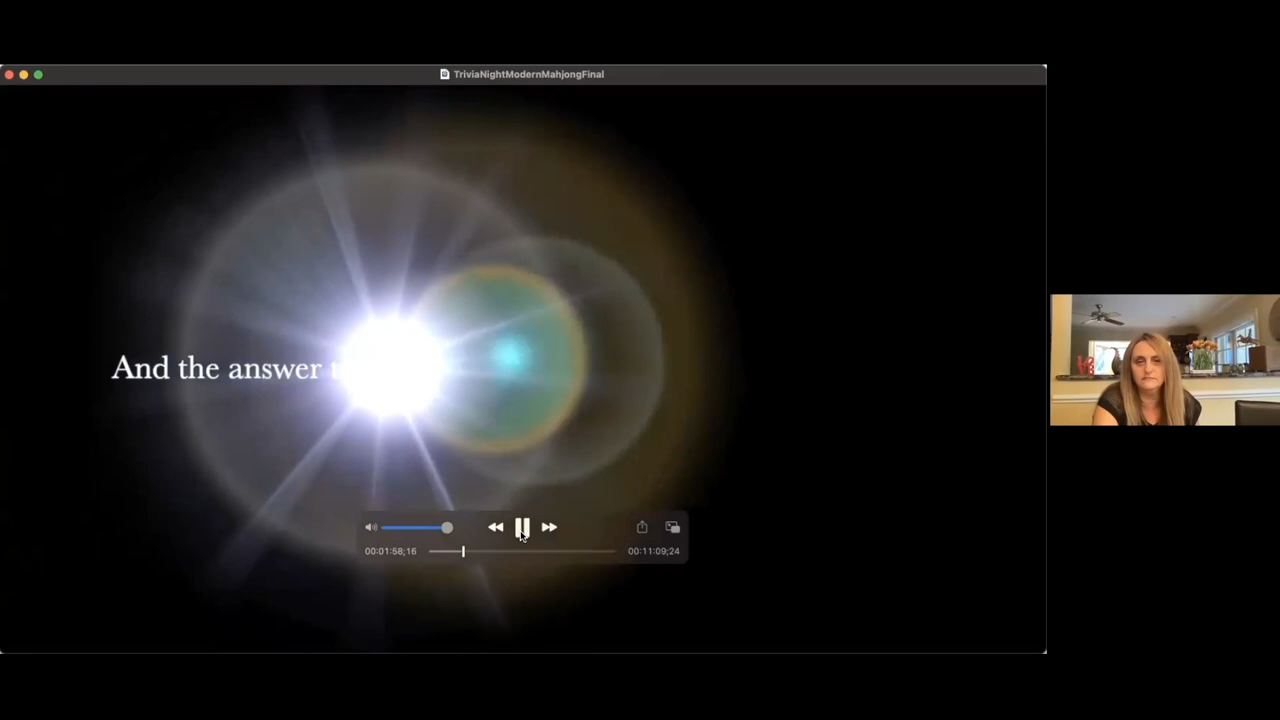 TriviaNightModernMahjongFinal
And the answer
00:01:58;16
00:11:09;24